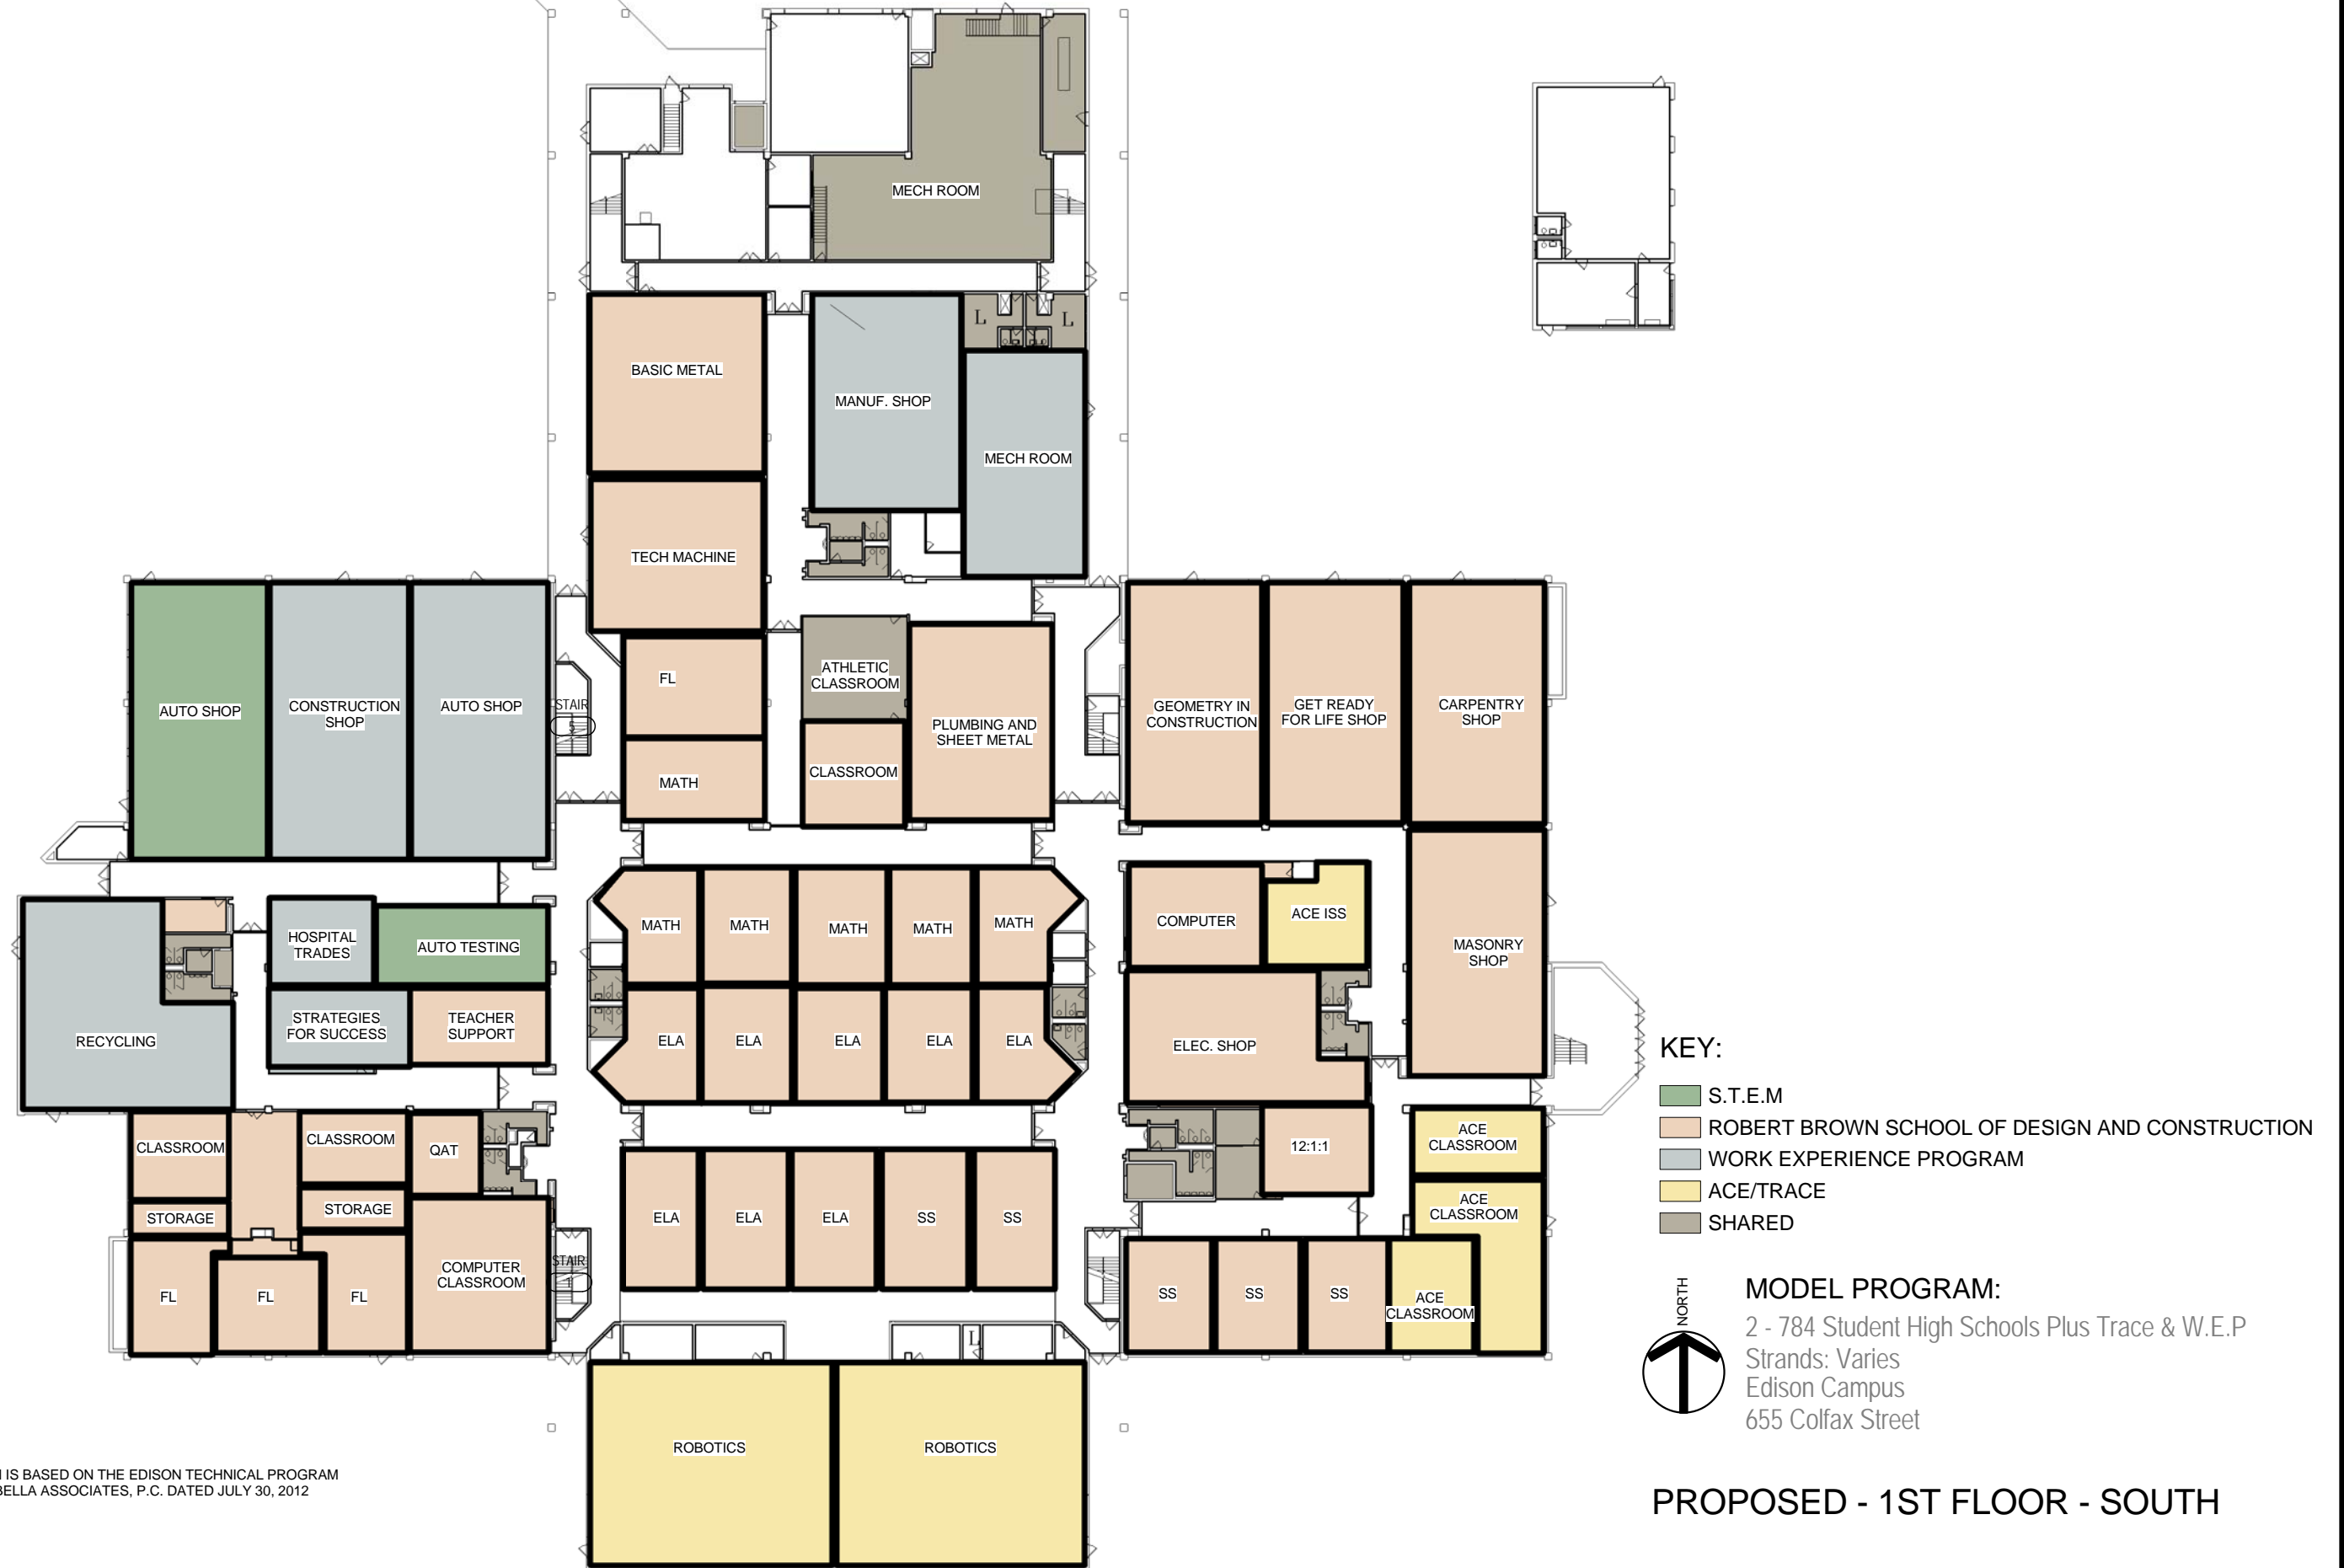 MECH ROOM
L
L
BASIC METAL
MANUF. SHOP
MECH ROOM
TECH MACHINE
AUTO SHOP
CONSTRUCTION
SHOP
AUTO SHOP
STAIR
5
FL
MATH
ATHLETIC
CLASSROOM
CLASSROOM
PLUMBING AND
SHEET METAL
GEOMETRY IN
CONSTRUCTION
GET READY
FOR LIFE SHOP
CARPENTRY
SHOP
RECYCLING
HOSPITAL
TRADES
AUTO TESTING
STRATEGIES
FOR SUCCESS
TEACHER
SUPPORT
MATH
MATH
MATH
MATH
MATH
ELA
ELA
ELA
ELA
ELA
COMPUTER
ACE ISS
MASONRY
SHOP
ELEC. SHOP
CLASSROOM
CLASSROOM
QAT
STORAGE
STORAGE
FL
FL
FL
COMPUTER
CLASSROOM
STAIR
1
ELA
ELA
ELA
SS
SS
12:1:1
ACE
CLASSROOM
ACE
CLASSROOM
SS
SS
SS
ACE
CLASSROOM
L
ROBOTICS
ROBOTICS
KEY:
S.T.E.M
ROBERT BROWN SCHOOL OF DESIGN AND CONSTRUCTION
WORK EXPERIENCE PROGRAM
ACE/TRACE
SHARED
NORTH
MODEL PROGRAM:
2 - 784 Student High Schools Plus Trace & W.E.P
Strands: Varies
Edison Campus
655 Colfax Street
IS BASED ON THE EDISON TECHNICAL PROGRAM
BELLA ASSOCIATES, P.C. DATED JULY 30, 2012
PROPOSED - 1ST FLOOR - SOUTH